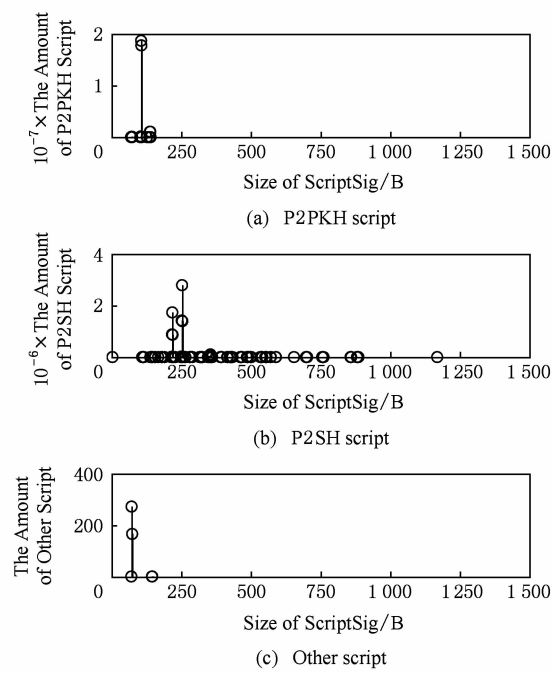 2
1
0
250
500
750
1 000
1 250
1 500
10⁻⁷×The Amount
of P2PKH Script
Size of ScriptSig/B
(a) P2PKH script
4
2
0
250
500
750
1 000
1 250
1 500
10⁻⁶×The Amount
of P2SH Script
Size of ScriptSig/B
(b) P2SH script
400
200
0
250
500
750
1 000
1 250
1 500
The Amount
of Other Script
Size of ScriptSig/B
(c) Other script